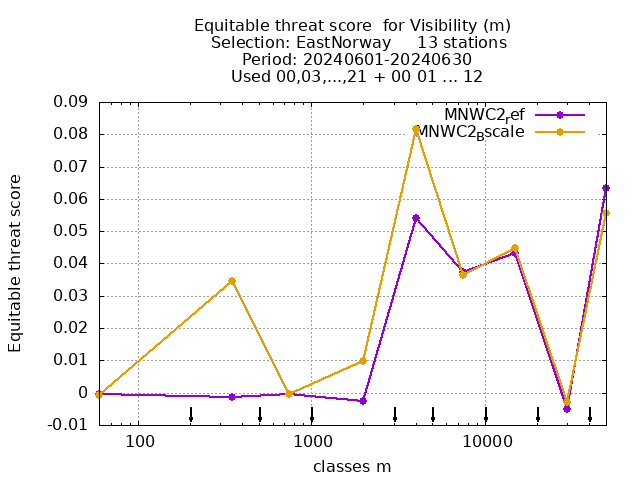 Equitable threat score  for Visibility (m)
Selection: EastNorway     13 stations
Period: 20240601-20240630
Used 00,03,...,21 + 00 01 ... 12
MNWC2ref
MNWC2Bscale
Equitable threat score
0.09
0.08
0.07
0.06
0.05
0.04
0.03
0.02
0.01
0
-0.01
100 1000 10000
classes m